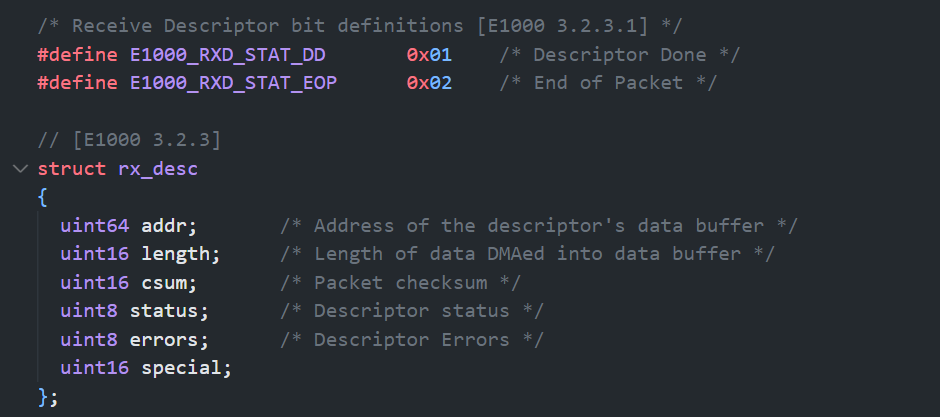 /* Receive Descriptor bit definitions [E1000 3.2.3.1] */
#define E1000_RXD_STAT_DD       0x01    /* Descriptor Done */
#define E1000_RXD_STAT_EOP      0x02    /* End of Packet */

// [E1000 3.2.3]
struct rx_desc
{
  uint64 addr;       /* Address of the descriptor's data buffer */
  uint16 length;     /* Length of data DMAed into data buffer */
  uint16 csum;       /* Packet checksum */
  uint8 status;      /* Descriptor status */
  uint8 errors;      /* Descriptor Errors */
  uint16 special;
};